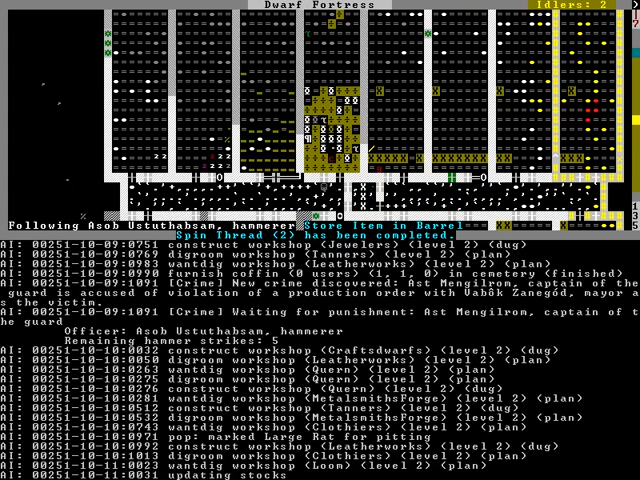 Dwarf Fortress
Idlers: 2
Following Asob Ustuthabsam, hammerer Store Item in Barrel
Spin Thread (2) has been completed.
AI: 00251-10-09:0751 construct workshop (Jewelers) (level 2) (dug)
AI: 00251-10-09:0769 digroom workshop (Tanners) (level 2) (plan)
AI: 00251-10-09:0983 wantdig workshop (Leatherworks) (level 2) (plan)
AI: 00251-10-09:0990 furnish coffin (0 users) (1, 1, 0) in cemetery (finished)
AI: 00251-10-09:1091 [Crime] New crime discovered: Ast Mengilrom, captain of the
guard is accused of violation of a production order with Vabôk Zanegód, mayor a
s the victim.
AI: 00251-10-09:1091 [Crime] Waiting for punishment: Ast Mengilrom, captain of t
he guard
Officer: Asob Ustuthabsam, hammerer
Remaining hammer strikes: 5
AI: 00251-10-10:0032 construct workshop (Craftsdwarfs) (level 2) (dug)
AI: 00251-10-10:0050 digroom workshop (Leatherworks) (level 2) (plan)
AI: 00251-10-10:0263 wantdig workshop (Quern) (level 2) (plan)
AI: 00251-10-10:0275 digroom workshop (Quern) (level 2) (plan)
AI: 00251-10-10:0276 construct workshop (Quern) (level 2) (dug)
AI: 00251-10-10:0281 wantdig workshop (MetalsmithsForge) (level 2) (plan)
AI: 00251-10-10:0512 construct workshop (Tanners) (level 2) (dug)
AI: 00251-10-10:0532 digroom workshop (MetalsmithsForge) (level 2) (plan)
AI: 00251-10-10:0743 wantdig workshop (Clothiers) (level 2) (plan)
AI: 00251-10-10:0971 pop: marked Large Rat for pitting
AI: 00251-10-10:0992 construct workshop (Leatherworks) (level 2) (dug)
AI: 00251-10-10:1013 digroom workshop (Clothiers) (level 2) (plan)
AI: 00251-10-11:0023 wantdig workshop (Loom) (level 2) (plan)
AI: 00251-10-11:0031 updating stocks